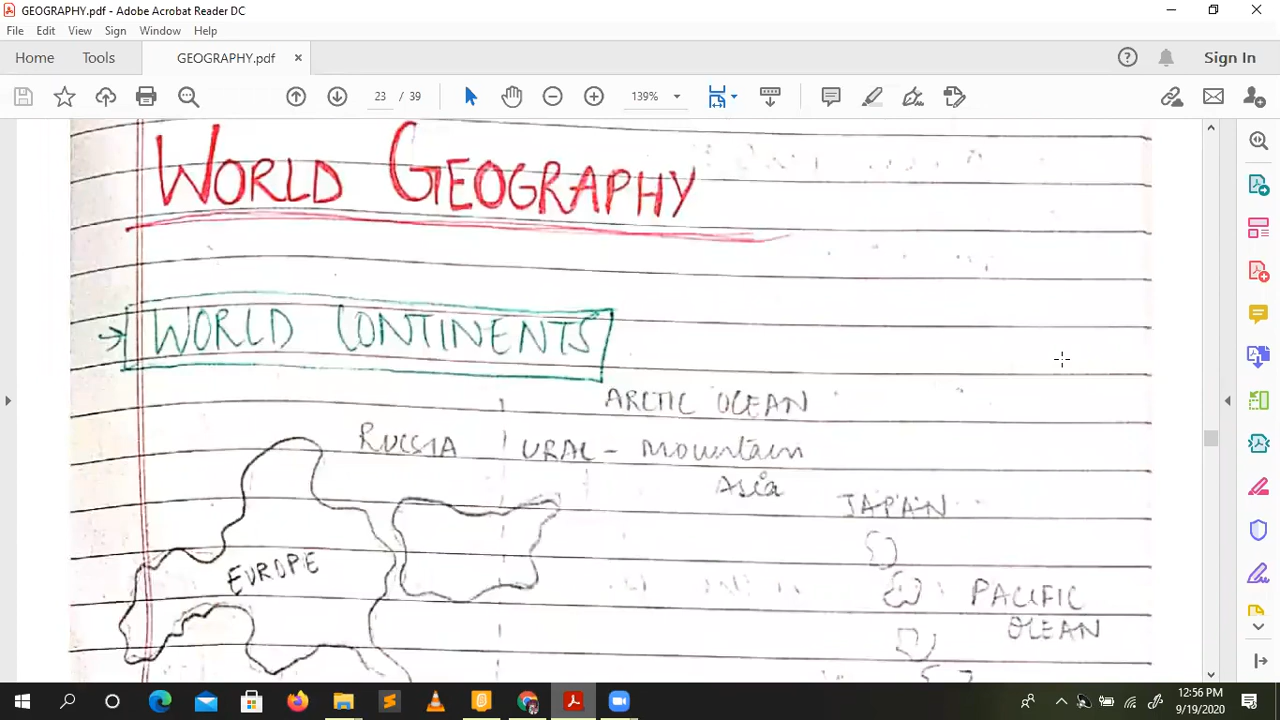 GEOGRAPHY.pdf - Adobe Acrobat Reader DC
File Edit View Sign Window Help
Home Tools GEOGRAPHY.pdf × Sign In
23 / 39 139%
WORLD GEOGRAPHY
→ WORLD CONTINENTS
ARCTIC OCEAN
RUSSIA URAL - Mountain
Asia
JAPAN
EUROPE
PACIFIC
OCEAN
12:56 PM
9/19/2020